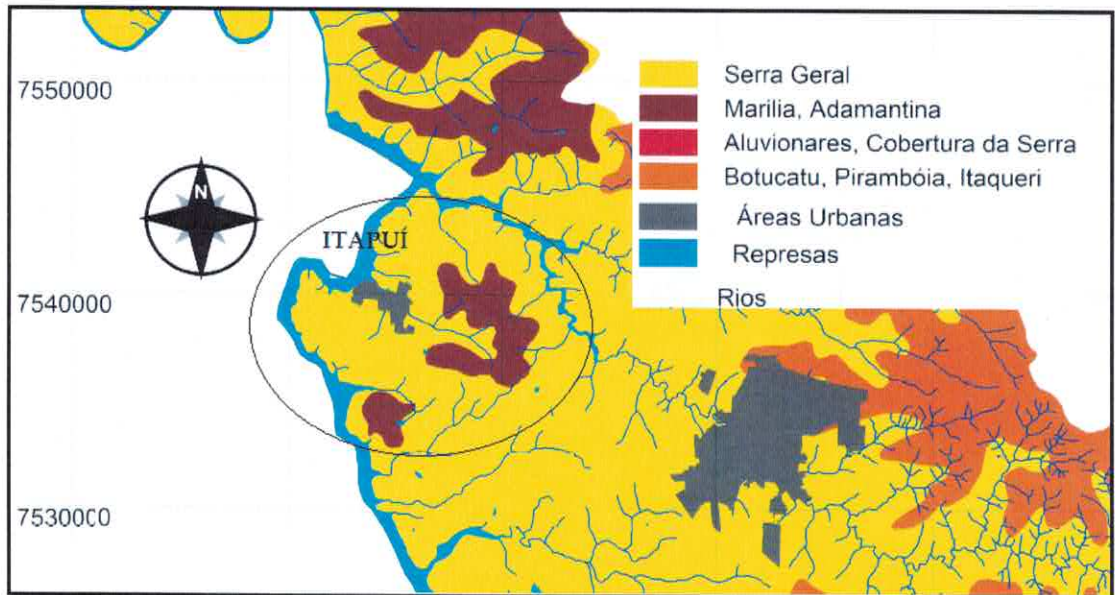 7550000
7540000
7530000
N
ITAPUÍ
Serra Geral
Marilia, Adamantina
Aluvionares, Cobertura da Serra
Botucatu, Pirambóia, Itaqueri
Áreas Urbanas
Represas
Rios